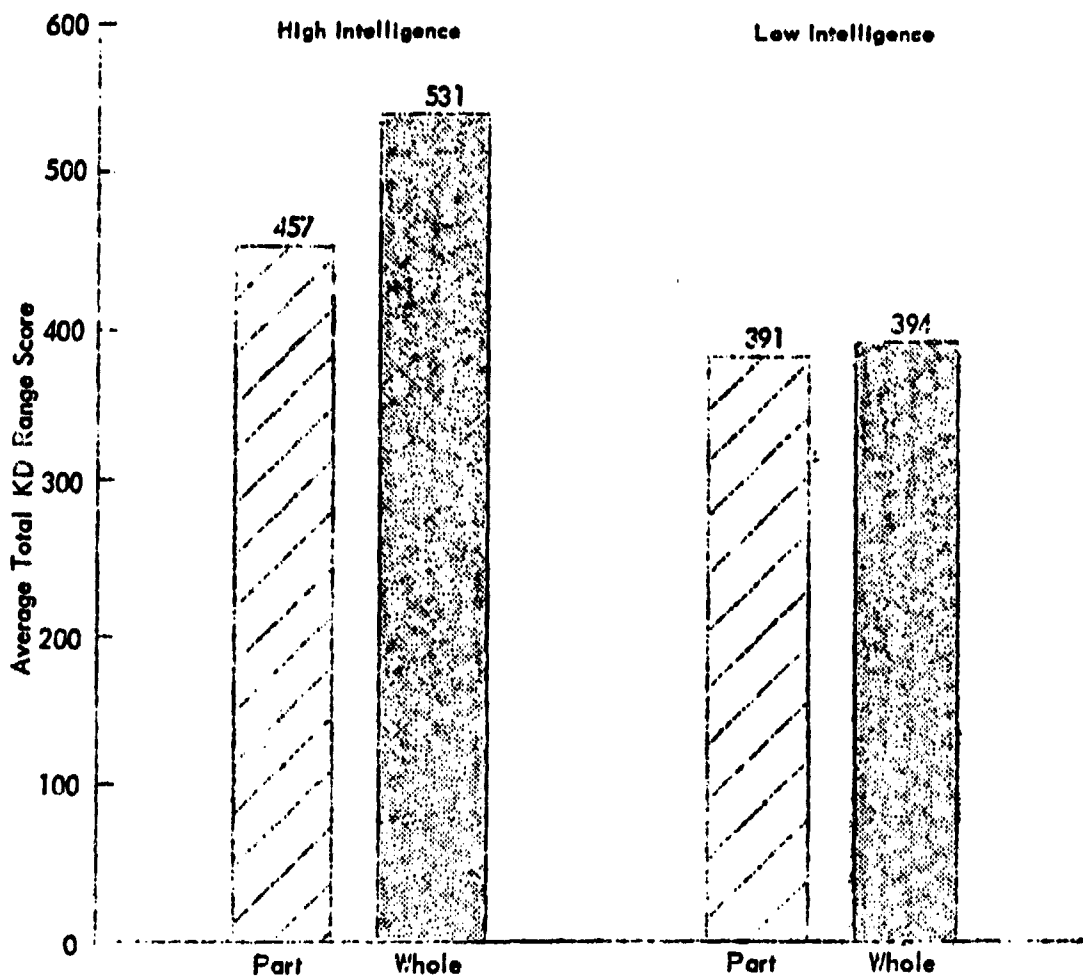 600
High Intelligence
Low Intelligence
531
500
457
400
391
394
300
200
100
0
Average Total KD Range Score
Part
Whole
Part
Whole